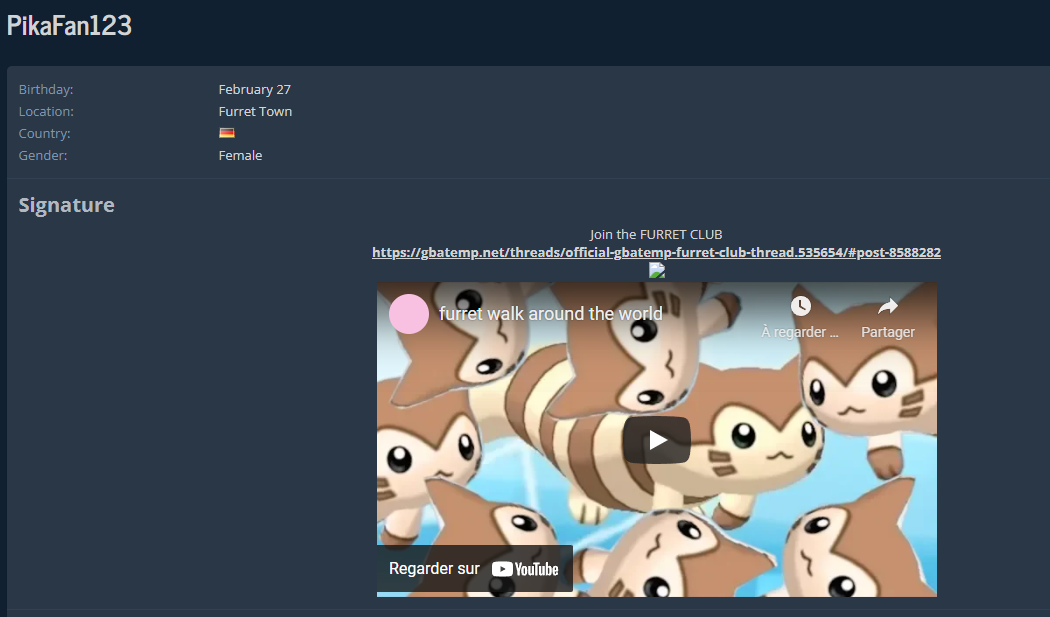 PikaFan123
Birthday: February 27
Location: Furret Town
Country:
Gender: Female
Signature
Join the FURRET CLUB
https://gbatemp.net/threads/official-gbatemp-furret-club-thread.535654/#post-8588282
furret walk around the world
À regarder ... Partager
Regarder sur YouTube